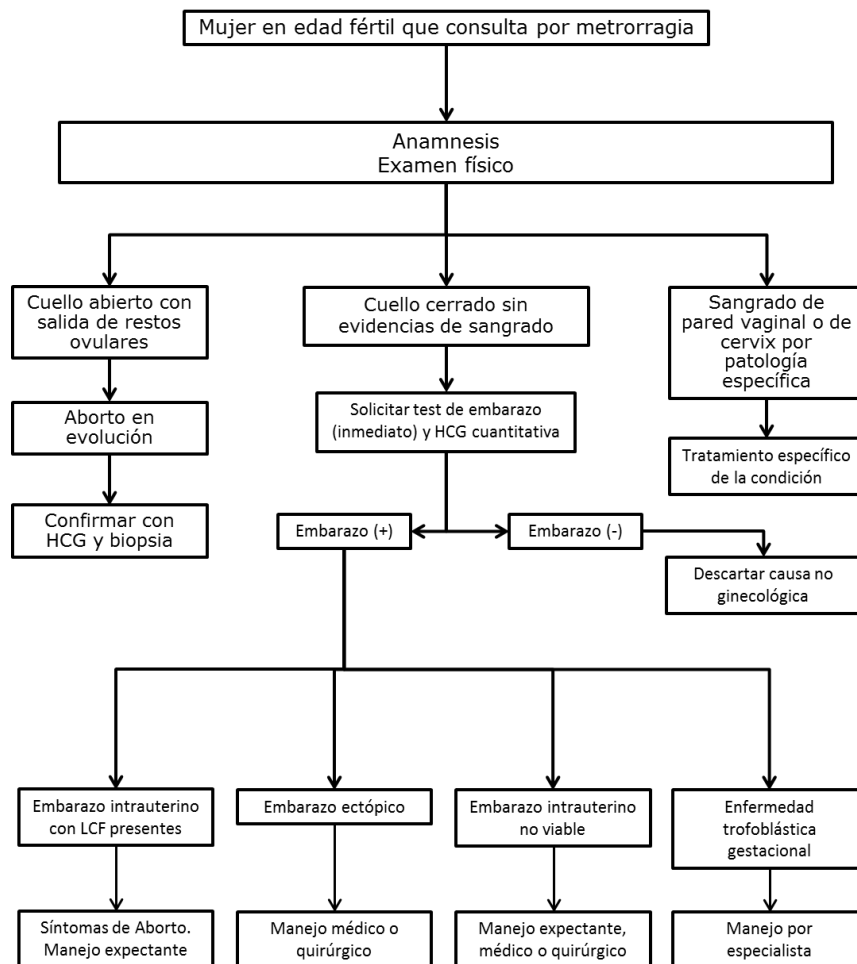 Mujer en edad fértil que consulta por metrorragia
Anamnesis
Examen físico
Cuello abierto con
salida de restos
ovulares
Cuello cerrado sin
evidencias de sangrado
Sangrado de
pared vaginal o de
cervix por
patología
específica
Aborto en
evolución
Solicitar test de embarazo
(inmediato) y HCG cuantitativa
Tratamiento específico
de la condición
Confirmar con
HCG y biopsia
Embarazo (+)
Embarazo (-)
Descartar causa no
ginecológica
Embarazo intrauterino
con LCF presentes
Embarazo ectópico
Embarazo intrauterino
no viable
Enfermedad
trofoblástica
gestacional
Síntomas de Aborto.
Manejo expectante
Manejo médico o
quirúrgico
Manejo expectante,
médico o quirúrgico
Manejo por
especialista